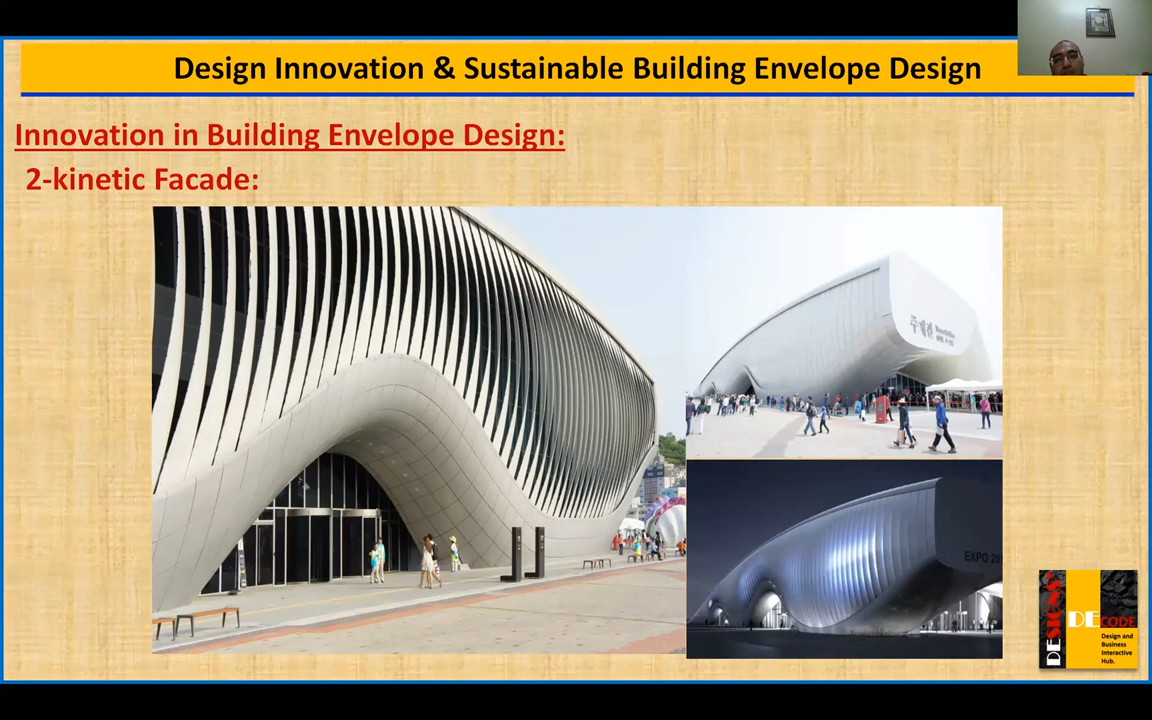 Design Innovation & Sustainable Building Envelope Design
Innovation in Building Envelope Design:
2-kinetic Facade:
EXPO 20
DESIGNS
DECODE
Design and
Business
Interactive
Hub.